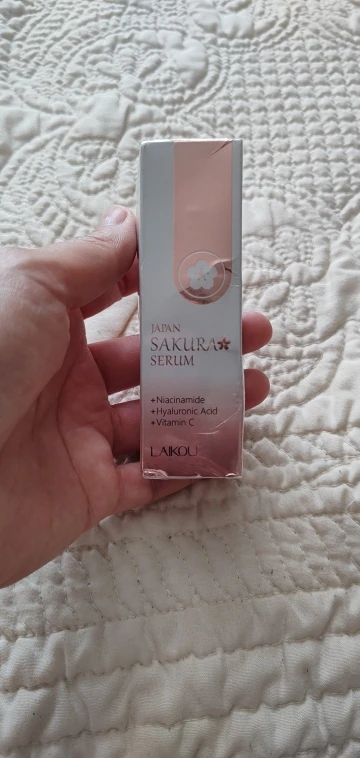 JAPAN
SAKURA
SERUM
+Niacinamide
+Hyaluronic Acid
+Vitamin C
LAIKOU